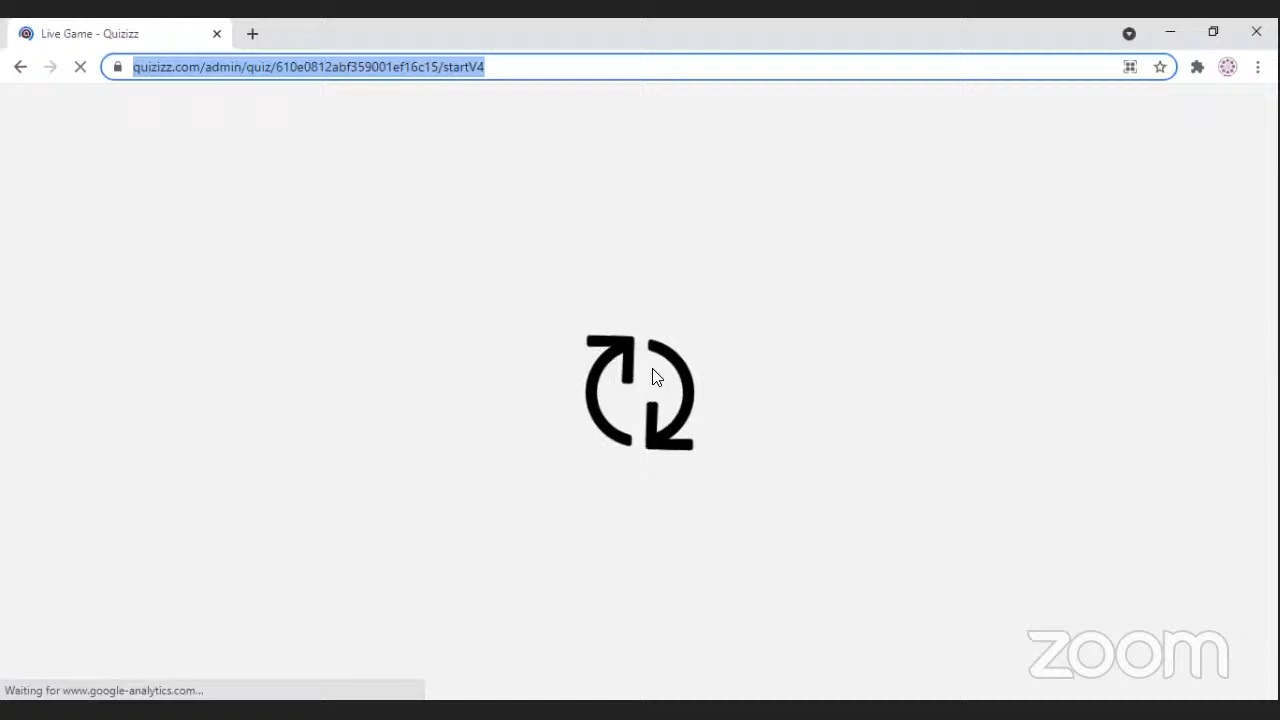 Live Game - Quizizz
quizizz.com/admin/quiz/610e0812abf359001ef16c15/startV4
zoom
Waiting for www.google-analytics.com...